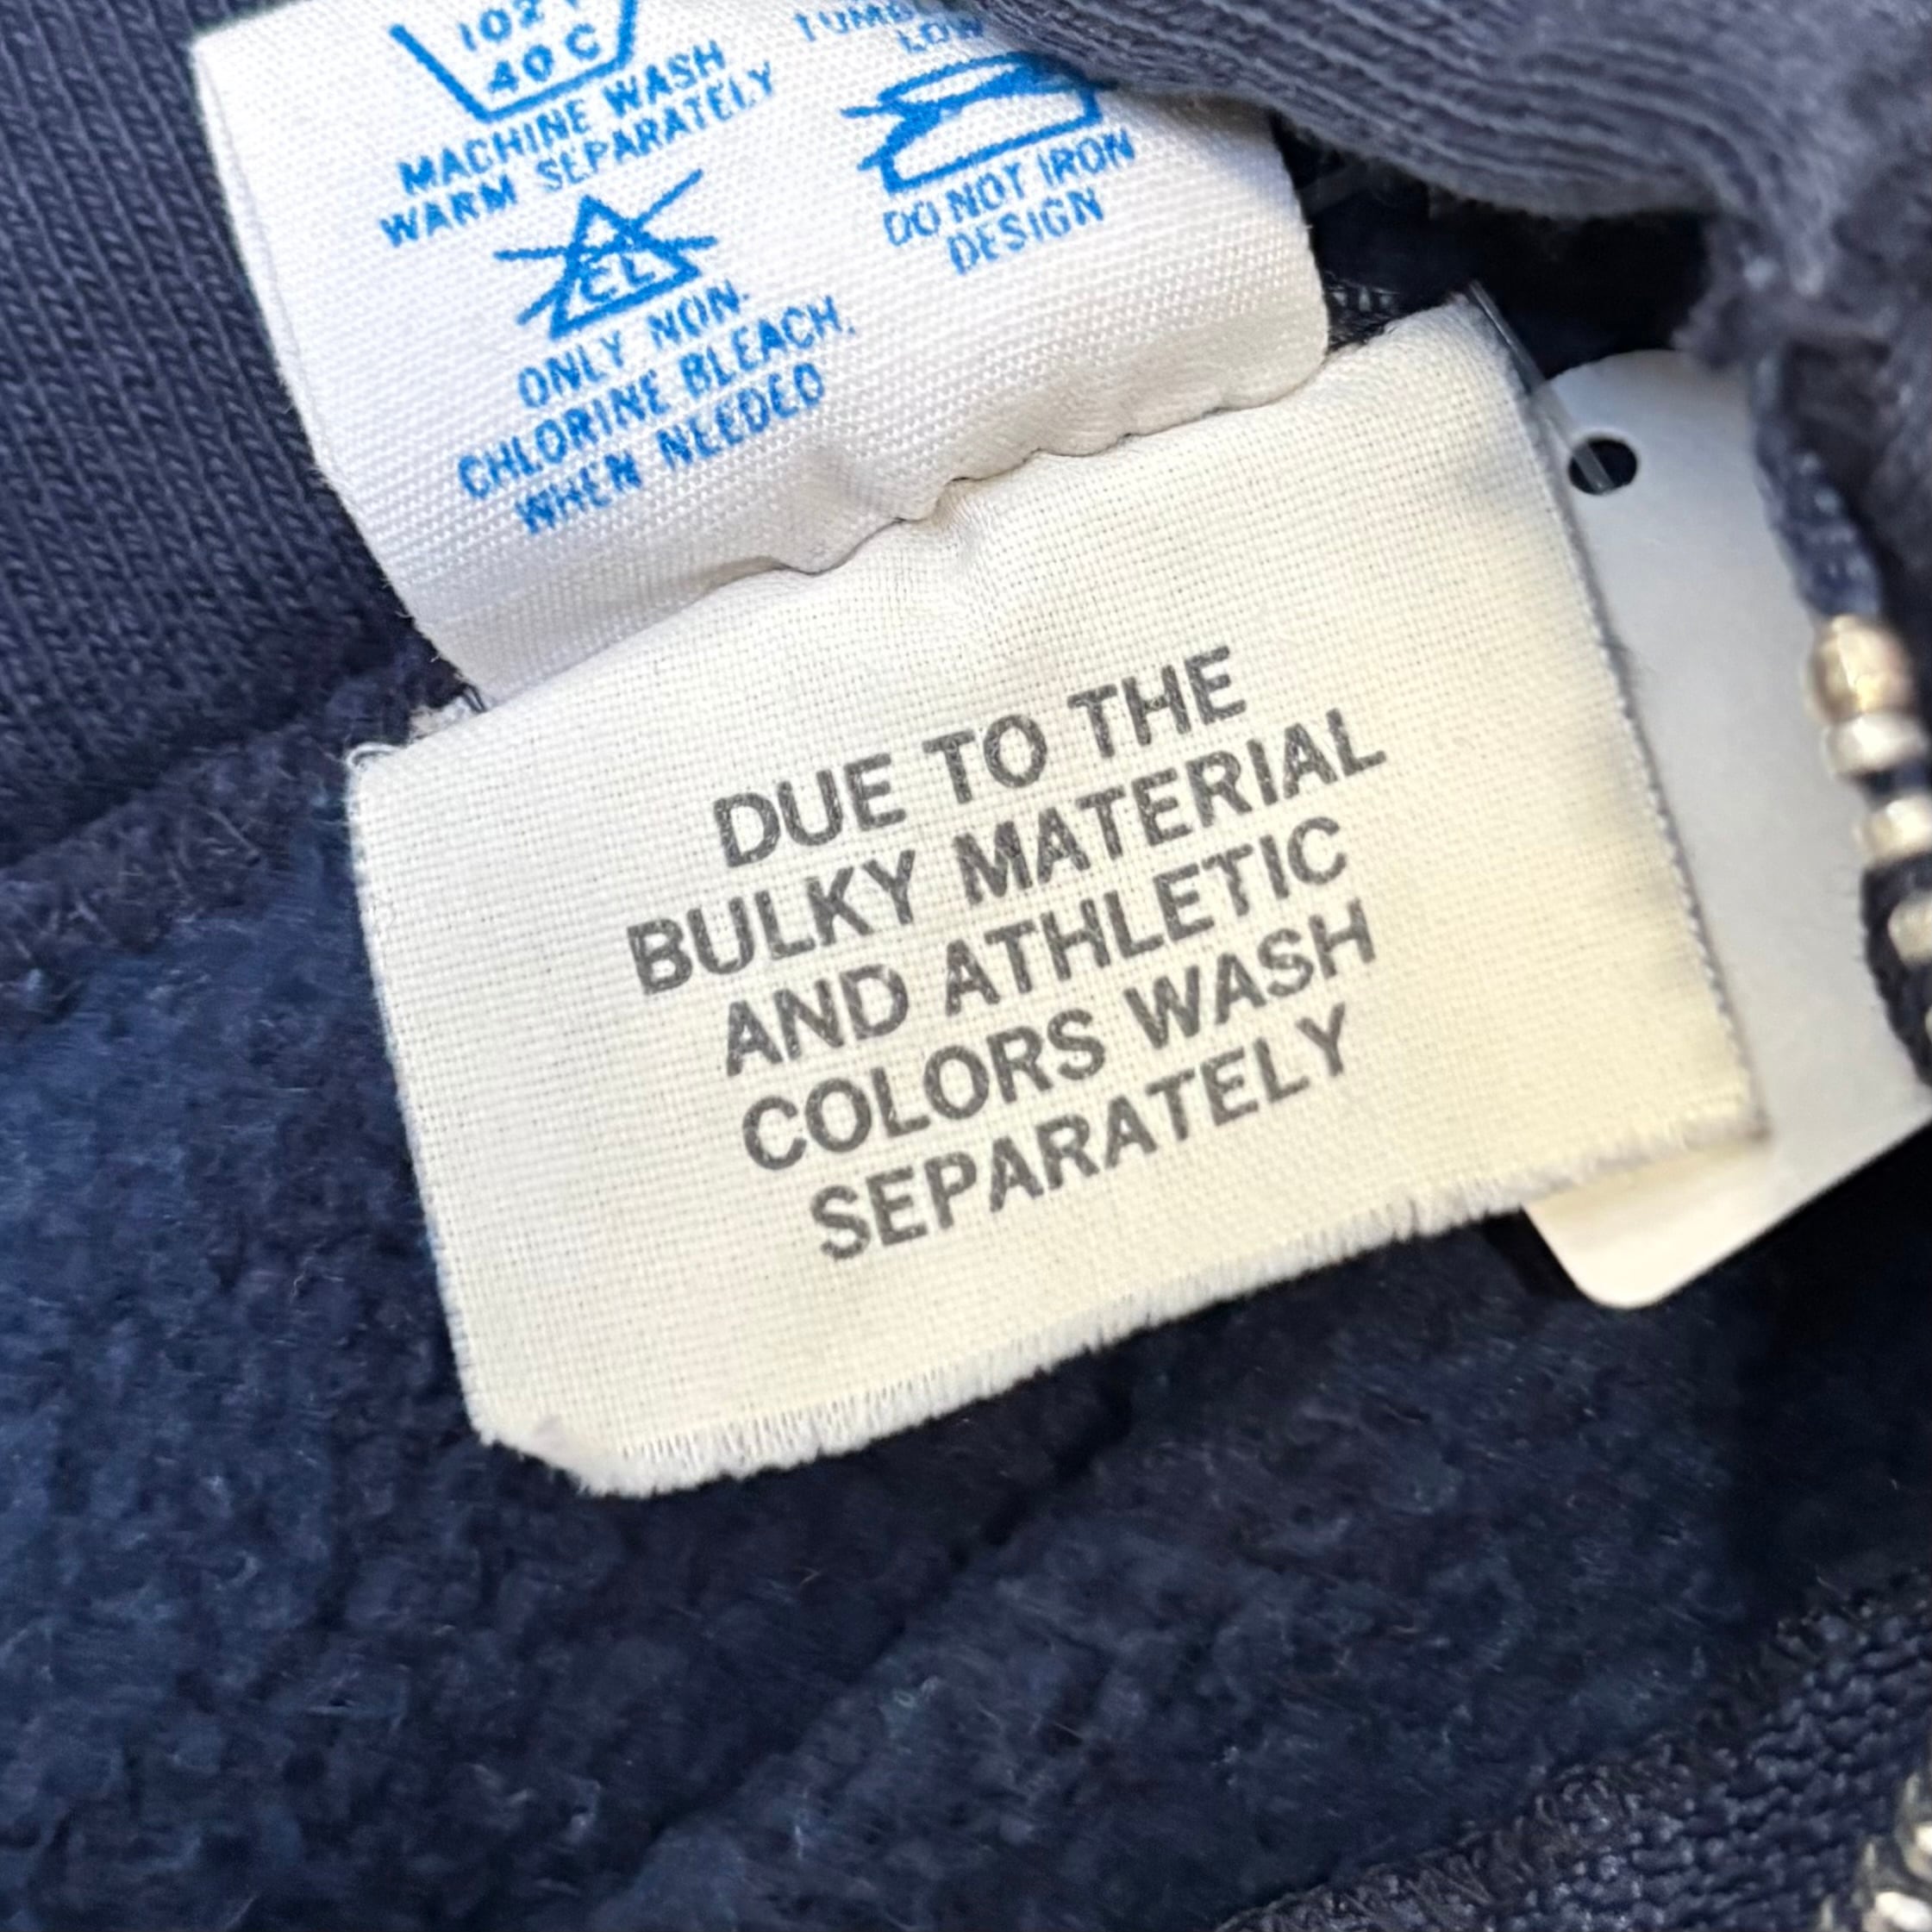 40 C
MACHINE WASH
WARM SEPARATELY
CL
ONLY NON-
CHLORINE BLEACH,
WHEN NEEDED
LOW
DO NOT IRON
DESIGN
DUE TO THE
BULKY MATERIAL
AND ATHLETIC
COLORS WASH
SEPARATELY